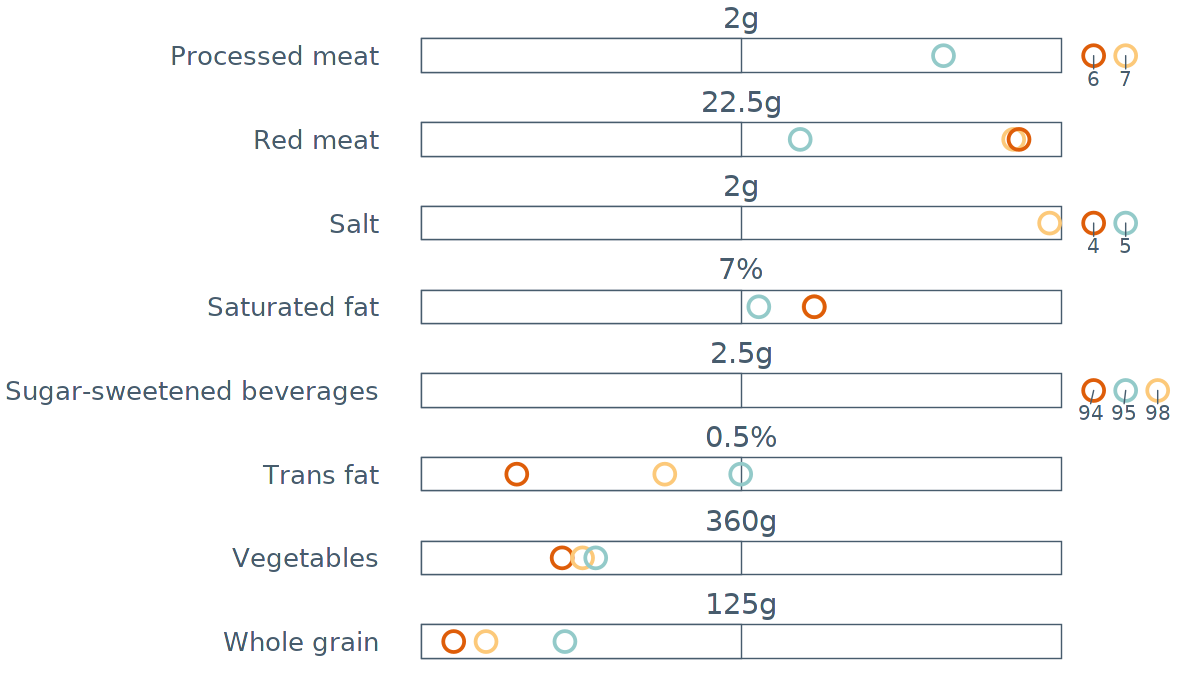 2g
Processed meat
6 7
22.5g
Red meat
2g
Salt
4 5
7%
Saturated fat
2.5g
Sugar-sweetened beverages
94 95 98
0.5%
Trans fat
360g
Vegetables
125g
Whole grain